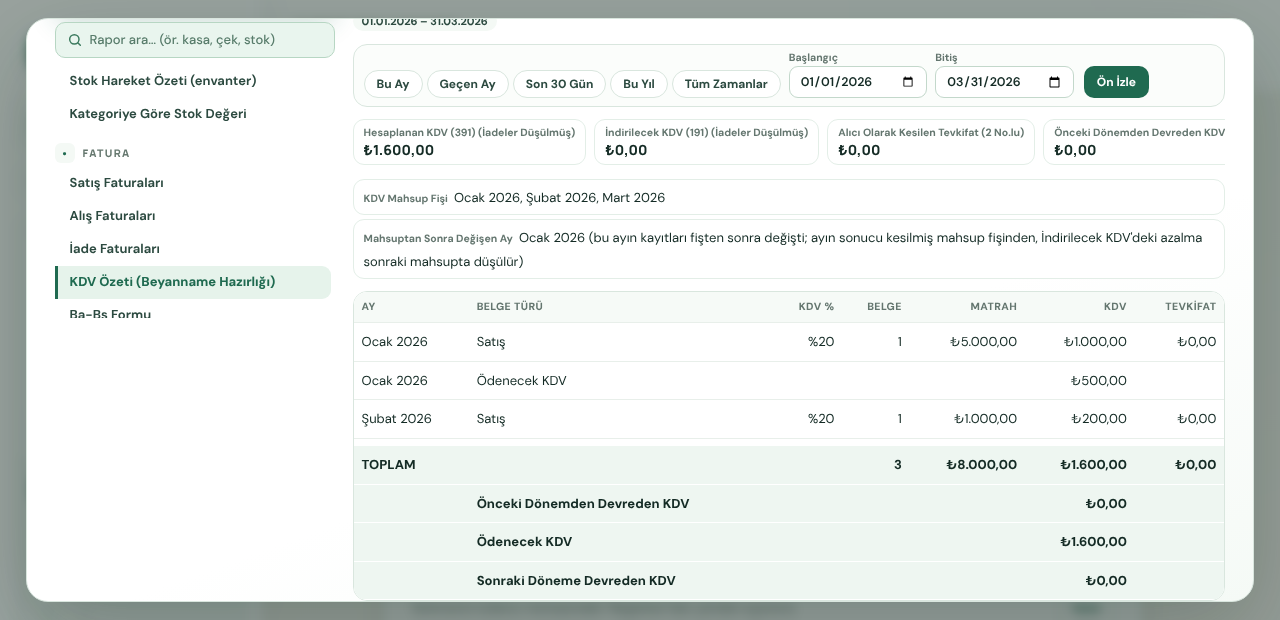 Rapor ara... (ör. kasa, çek, stok)
Stok Hareket Özeti (envanter)
Kategoriye Göre Stok Değeri
FATURA
Satış Faturaları
Alış Faturaları
İade Faturaları
KDV Özeti (Beyanname Hazırlığı)
Ba-Bs Formu
01.01.2026 – 31.03.2026
Bu Ay Geçen Ay Son 30 Gün Bu Yıl Tüm Zamanlar
Başlangıç Bitiş
01/01/2026 03/31/2026 Ön İzle
Hesaplanan KDV (391) (İadeler Düşülmüş) İndirilecek KDV (191) (İadeler Düşülmüş) Alıcı Olarak Kesilen Tevkifat (2 No.lu) Önceki Dönemden Devreden KDV
₺1.600,00 ₺0,00 ₺0,00 ₺0,00
KDV Mahsup Fişi Ocak 2026, Şubat 2026, Mart 2026
Mahsuptan Sonra Değişen Ay Ocak 2026 (bu ayın kayıtları fişten sonra değişti; ayın sonucu kesilmiş mahsup fişinden, İndirilecek KDV'deki azalma
sonraki mahsupta düşülür)
AY BELGE TÜRÜ KDV % BELGE MATRAH KDV TEVKİFAT
Ocak 2026 Satış %20 1 ₺5.000,00 ₺1.000,00 ₺0,00
Ocak 2026 Ödenecek KDV ₺500,00
Şubat 2026 Satış %20 1 ₺1.000,00 ₺200,00 ₺0,00
TOPLAM 3 ₺8.000,00 ₺1.600,00 ₺0,00
Önceki Dönemden Devreden KDV ₺0,00
Ödenecek KDV ₺1.600,00
Sonraki Döneme Devreden KDV ₺0,00